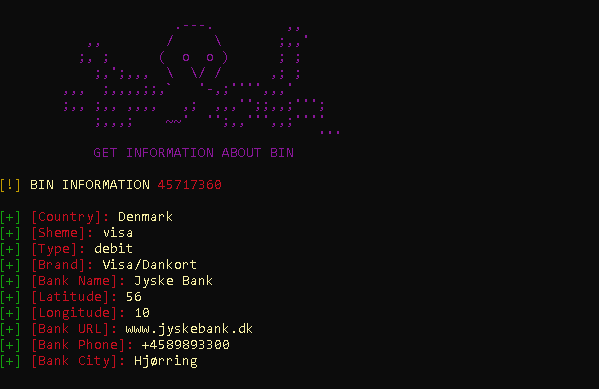 GET INFORMATION ABOUT BIN
[!] BIN INFORMATION 45717360
[+] [Country]: Denmark
[+] [Sheme]: visa
[+] [Type]: debit
[+] [Brand]: Visa/Dankort
[+] [Bank Name]: Jyske Bank
[+] [Latitude]: 56
[+] [Longitude]: 10
[+] [Bank URL]: www.jyskebank.dk
[+] [Bank Phone]: +4589893300
[+] [Bank City]: Hjørring